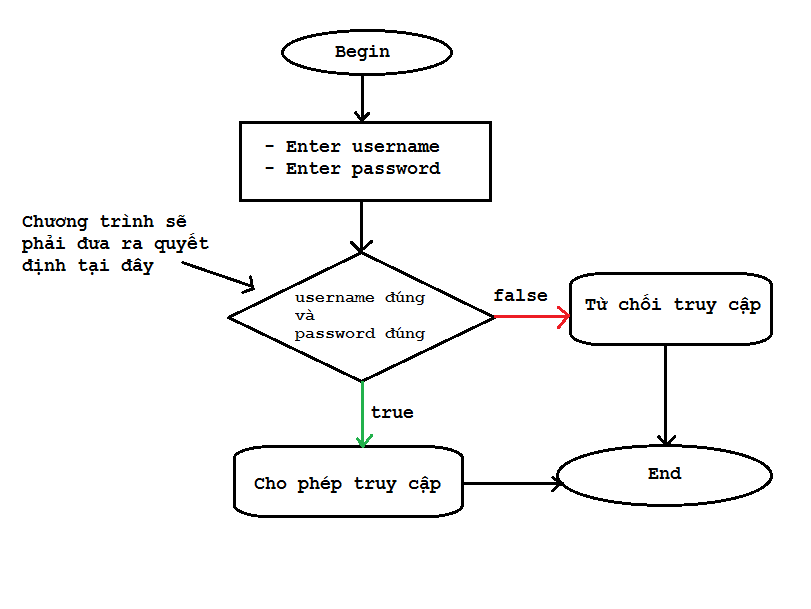 Begin
- Enter username
- Enter password
Chương trình sẽ
phải đưa ra quyết
định tại đây
username đúng
và
password đúng
false
Từ chối truy cập
true
Cho phép truy cập
End